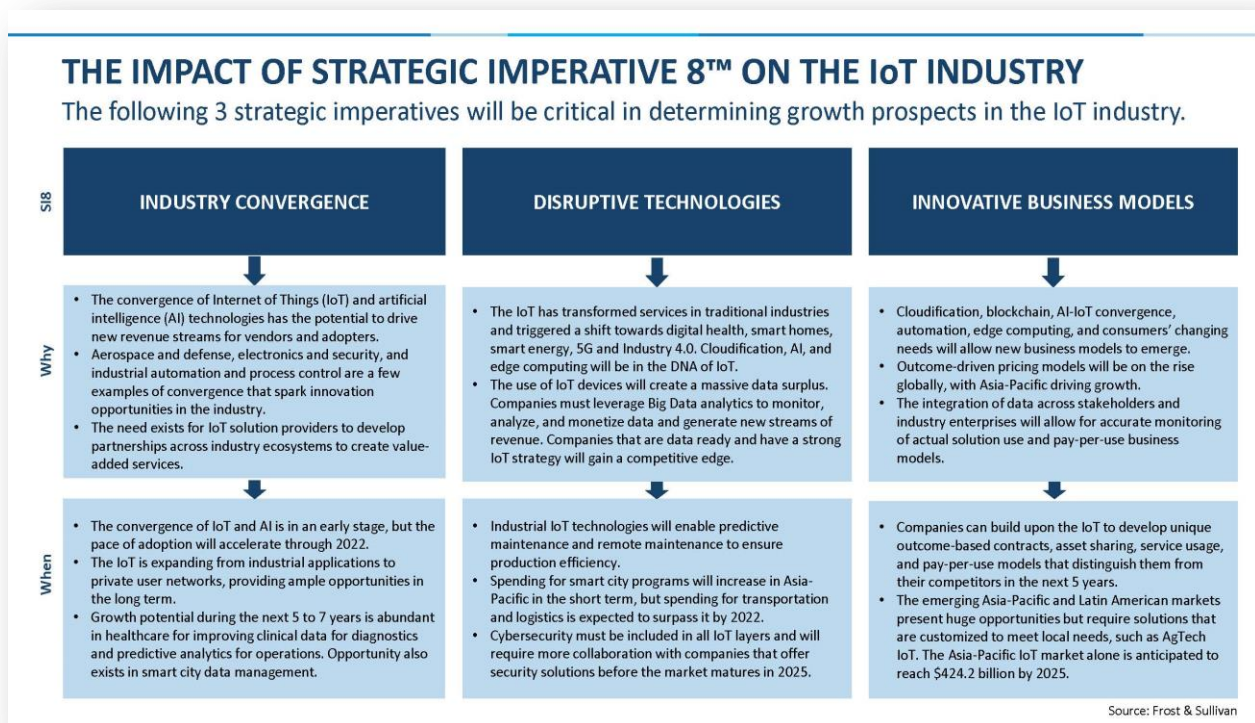 THE IMPACT OF STRATEGIC IMPERATIVE 8™ ON THE IoT INDUSTRY
The following 3 strategic imperatives will be critical in determining growth prospects in the IoT industry.
SI8
INDUSTRY CONVERGENCE
DISRUPTIVE TECHNOLOGIES
INNOVATIVE BUSINESS MODELS
Why
• The convergence of Internet of Things (IoT) and artificial
intelligence (AI) technologies has the potential to drive
new revenue streams for vendors and adopters.
• Aerospace and defense, electronics and security, and
industrial automation and process control are a few
examples of convergence that spark innovation
opportunities in the industry.
• The need exists for IoT solution providers to develop
partnerships across industry ecosystems to create value-
added services.
• The IoT has transformed services in traditional industries
and triggered a shift towards digital health, smart homes,
smart energy, 5G and Industry 4.0. Cloudification, AI, and
edge computing will be in the DNA of IoT.
• The use of IoT devices will create a massive data surplus.
Companies must leverage Big Data analytics to monitor,
analyze, and monetize data and generate new streams of
revenue. Companies that are data ready and have a strong
IoT strategy will gain a competitive edge.
• Cloudification, blockchain, AI-IoT convergence,
automation, edge computing, and consumers' changing
needs will allow new business models to emerge.
• Outcome-driven pricing models will be on the rise
globally, with Asia-Pacific driving growth.
• The integration of data across stakeholders and
industry enterprises will allow for accurate monitoring
of actual solution use and pay-per-use business
models.
When
• The convergence of IoT and AI is in an early stage, but the
pace of adoption will accelerate through 2022.
• The IoT is expanding from industrial applications to
private user networks, providing ample opportunities in
the long term.
• Growth potential during the next 5 to 7 years is abundant
in healthcare for improving clinical data for diagnostics
and predictive analytics for operations. Opportunity also
exists in smart city data management.
• Industrial IoT technologies will enable predictive
maintenance and remote maintenance to ensure
production efficiency.
• Spending for smart city programs will increase in Asia-
Pacific in the short term, but spending for transportation
and logistics is expected to surpass it by 2022.
• Cybersecurity must be included in all IoT layers and will
require more collaboration with companies that offer
security solutions before the market matures in 2025.
• Companies can build upon the IoT to develop unique
outcome-based contracts, asset sharing, service usage,
and pay-per-use models that distinguish them from
their competitors in the next 5 years.
• The emerging Asia-Pacific and Latin American markets
present huge opportunities but require solutions that
are customized to meet local needs, such as AgTech
IoT. The Asia-Pacific IoT market alone is anticipated to
reach $424.2 billion by 2025.
Source: Frost & Sullivan